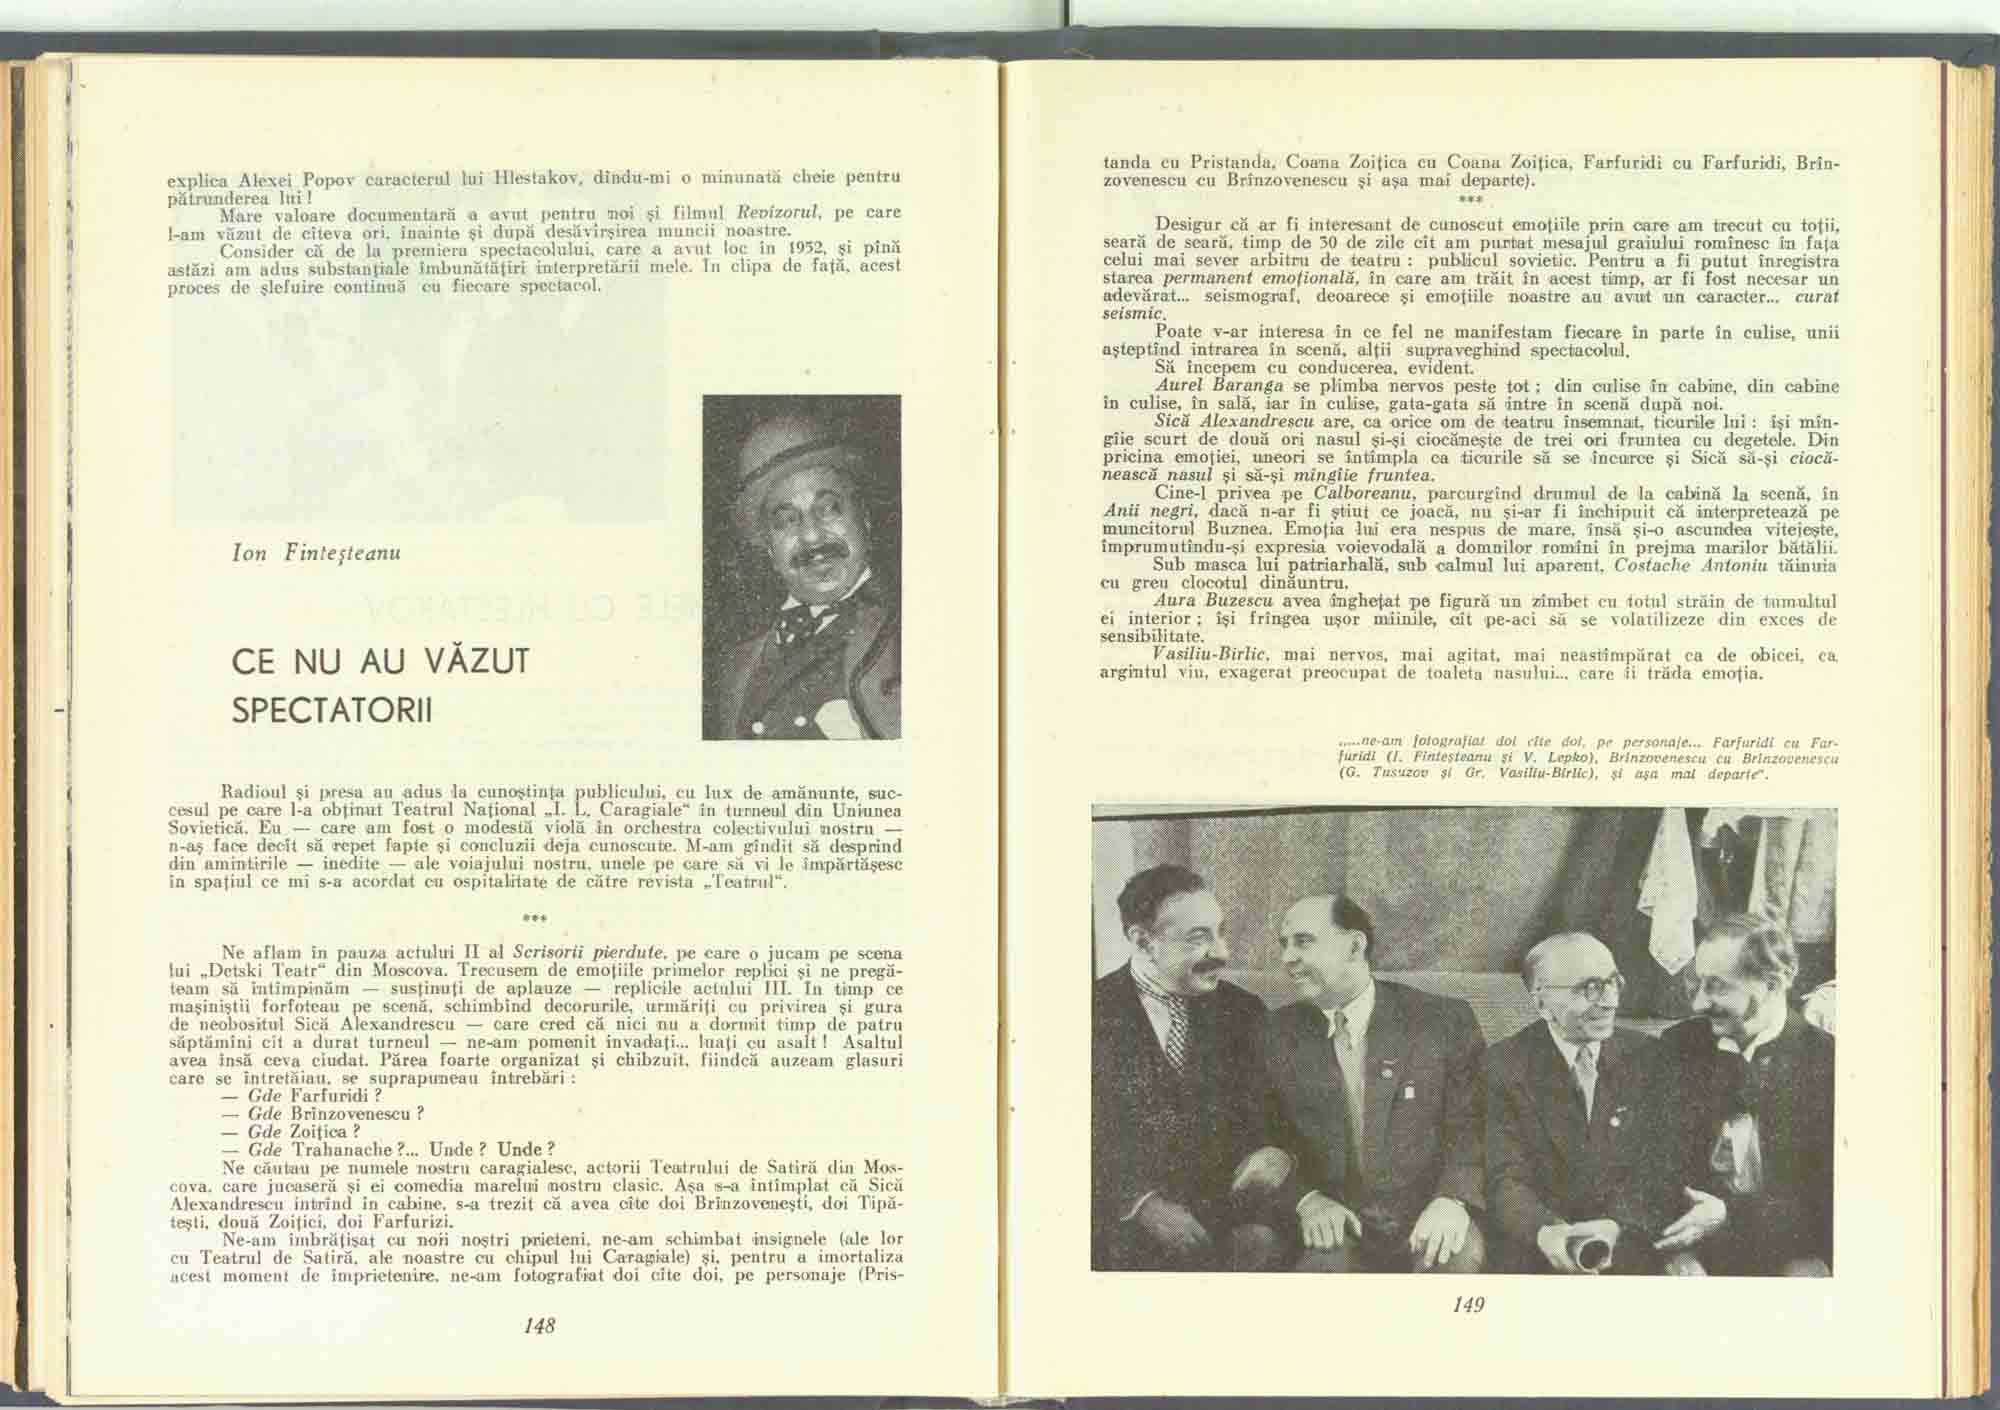 explica Alexei Popov caracterul lui Hlestakov, dîndu-mi o minunată cheie pentru
pătrunderea lui !
Mare valoare documentară a avut pentru noi și filmul Revizorul, pe care
l-am văzut de cîteva ori, înainte și după desăvîrșirea muncii noastre.
Consider că de la premiera spectacolului, care a avut loc în 1952, și pînă
astăzi am adus substanțiale îmbunătățiri interpretării mele. In clipa de față, acest
proces de șlefuire continuă cu fiecare spectacol.
Ion Finteșteanu
CE NU AU VĂZUT
SPECTATORII
Radioul și presa au adus la cunoștința publicului, cu lux de amănunte, suc-
cesul pe care l-a obținut Teatrul Național „I. L. Caragiale“ în turneul din Uniunea
Sovietică. Eu — care am fost o modestă violă în orchestra colectivului nostru —
n-aș face decît să repet fapte și concluzii deja cunoscute. M-am gîndit să desprind
din amintirile — inedite — ale voiajului nostru, unele pe care să vi le împărtășesc
în spațiul ce mi s-a acordat cu ospitalitate de către revista „Teatrul“.
***
Ne aflam în pauza actului II al Scrisorii pierdute, pe care o jucam pe scena
lui „Detski Teatr“ din Moscova. Trecusem de emoțiile primelor replici și ne pregă-
team să întîmpinăm — susținuți de aplauze — replicile actului III. In timp ce
mașiniștii forfoteau pe scenă, schimbînd decorurile, urmăriți cu privirea și gura
de neobositul Sică Alexandrescu — care cred că nici nu a dormit timp de patru
săptămîni cît a durat turneul — ne-am pomenit invadați... luați cu asalt ! Asaltul
avea însă ceva ciudat. Părea foarte organizat și chibzuit, fiindcă auzeam glasuri
care se întretăiau, se suprapuneau întrebări :
— Gde Farfuridi ?
— Gde Brînzovenescu ?
— Gde Zoițica ?
— Gde Trahanache ?... Unde ? Unde ?
Ne căutau pe numele nostru caragialesc, actorii Teatrului de Satiră din Mos-
cova, care jucaseră și ei comedia marelui nostru clasic. Așa s-a întîmplat că Sică
Alexandrescu intrînd în cabine, s-a trezit că avea cîte doi Brînzovenești, doi Tipă-
tești, două Zoițici, doi Farfurizi.
Ne-am îmbrățișat cu noii noștri prieteni, ne-am schimbat insignele (ale lor
cu Teatrul de Satiră, ale noastre cu chipul lui Caragiale) și, pentru a imortaliza
acest moment de împrietenire, ne-am fotografiat doi cîte doi, pe personaje (Pris-
148
tanda cu Pristanda, Coana Zoițica cu Coana Zoițica, Farfuridi cu Farfuridi, Brîn-
zovenescu cu Brînzovenescu și așa mai departe).
***
Desigur că ar fi interesant de cunoscut emoțiile prin care am trecut cu toții,
seară de seară, timp de 30 de zile cît am purtat mesajul graiului romînesc în fața
celui mai sever arbitru de teatru : publicul sovietic. Pentru a fi putut înregistra
starea permanent emoțională, în care am trăit în acest timp, ar fi fost necesar un
adevărat... seismograf, deoarece și emoțiile noastre au avut un caracter... curat
seismic.
Poate v-ar interesa în ce fel ne manifestam fiecare în parte în culise, unii
așteptînd intrarea în scenă, alții supraveghind spectacolul.
Să începem cu conducerea, evident.
Aurel Baranga se plimba nervos peste tot ; din culise în cabine, din cabine
în culise, în sală, iar în culise, gata-gata să intre în scenă după noi.
Sică Alexandrescu are, ca orice om de teatru însemnat, ticurile lui : își mîn-
gîie scurt de două ori nasul și-și ciocănește de trei ori fruntea cu degetele. Din
pricina emoției, uneori se întîmpla ca ticurile să se încurce și Sică să-și ciocă-
nească nasul și să-și mîngîie fruntea.
Cine-l privea pe Calboreanu, parcurgînd drumul de la cabină la scenă, în
Anii negri, dacă n-ar fi știut ce joacă, nu și-ar fi închipuit că interpretează pe
muncitorul Buznea. Emoția lui era nespus de mare, însă și-o ascundea vitejește,
împrumutîndu-și expresia voievodală a domnilor romîni în prejma marilor bătălii.
Sub masca lui patriarhală, sub calmul lui aparent, Costache Antoniu tăinuia
cu greu clocotul dinăuntru.
Aura Buzescu avea înghețat pe figură un zîmbet cu totul străin de tumultul
ei interior ; își frîngea ușor mîinile, cît pe-aci să se volatilizeze din exces de
sensibilitate.
Vasiliu-Birlic, mai nervos, mai agitat, mai neastîmpărat ca de obicei, ca
argintul viu, exagerat preocupat de toaleta nasului... care îi trăda emoția.
„...ne-am fotografiat doi cîte doi, pe personaje... Farfuridi cu Far-
furidi (I. Finteșteanu și V. Lepko), Brînzovenescu cu Brînzovenescu
(G. Tusuzov și Gr. Vasiliu-Birlic), și așa mai departe“.
149